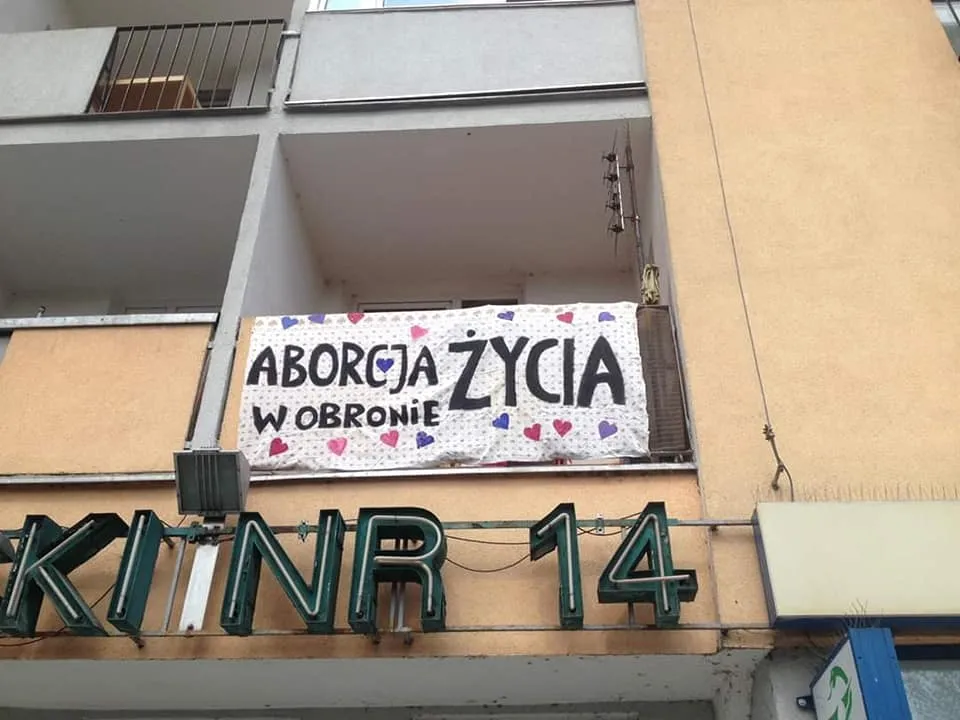 ABORCJA
W OBRONIE ŻYCIA
KI NR 14